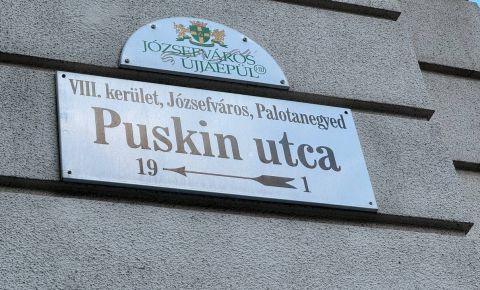 JÓZSEFVÁROS
ÚJJÁÉPÜL
VIII. kerület, Józsefváros, Palotanegyed
Puskin utca
19 1